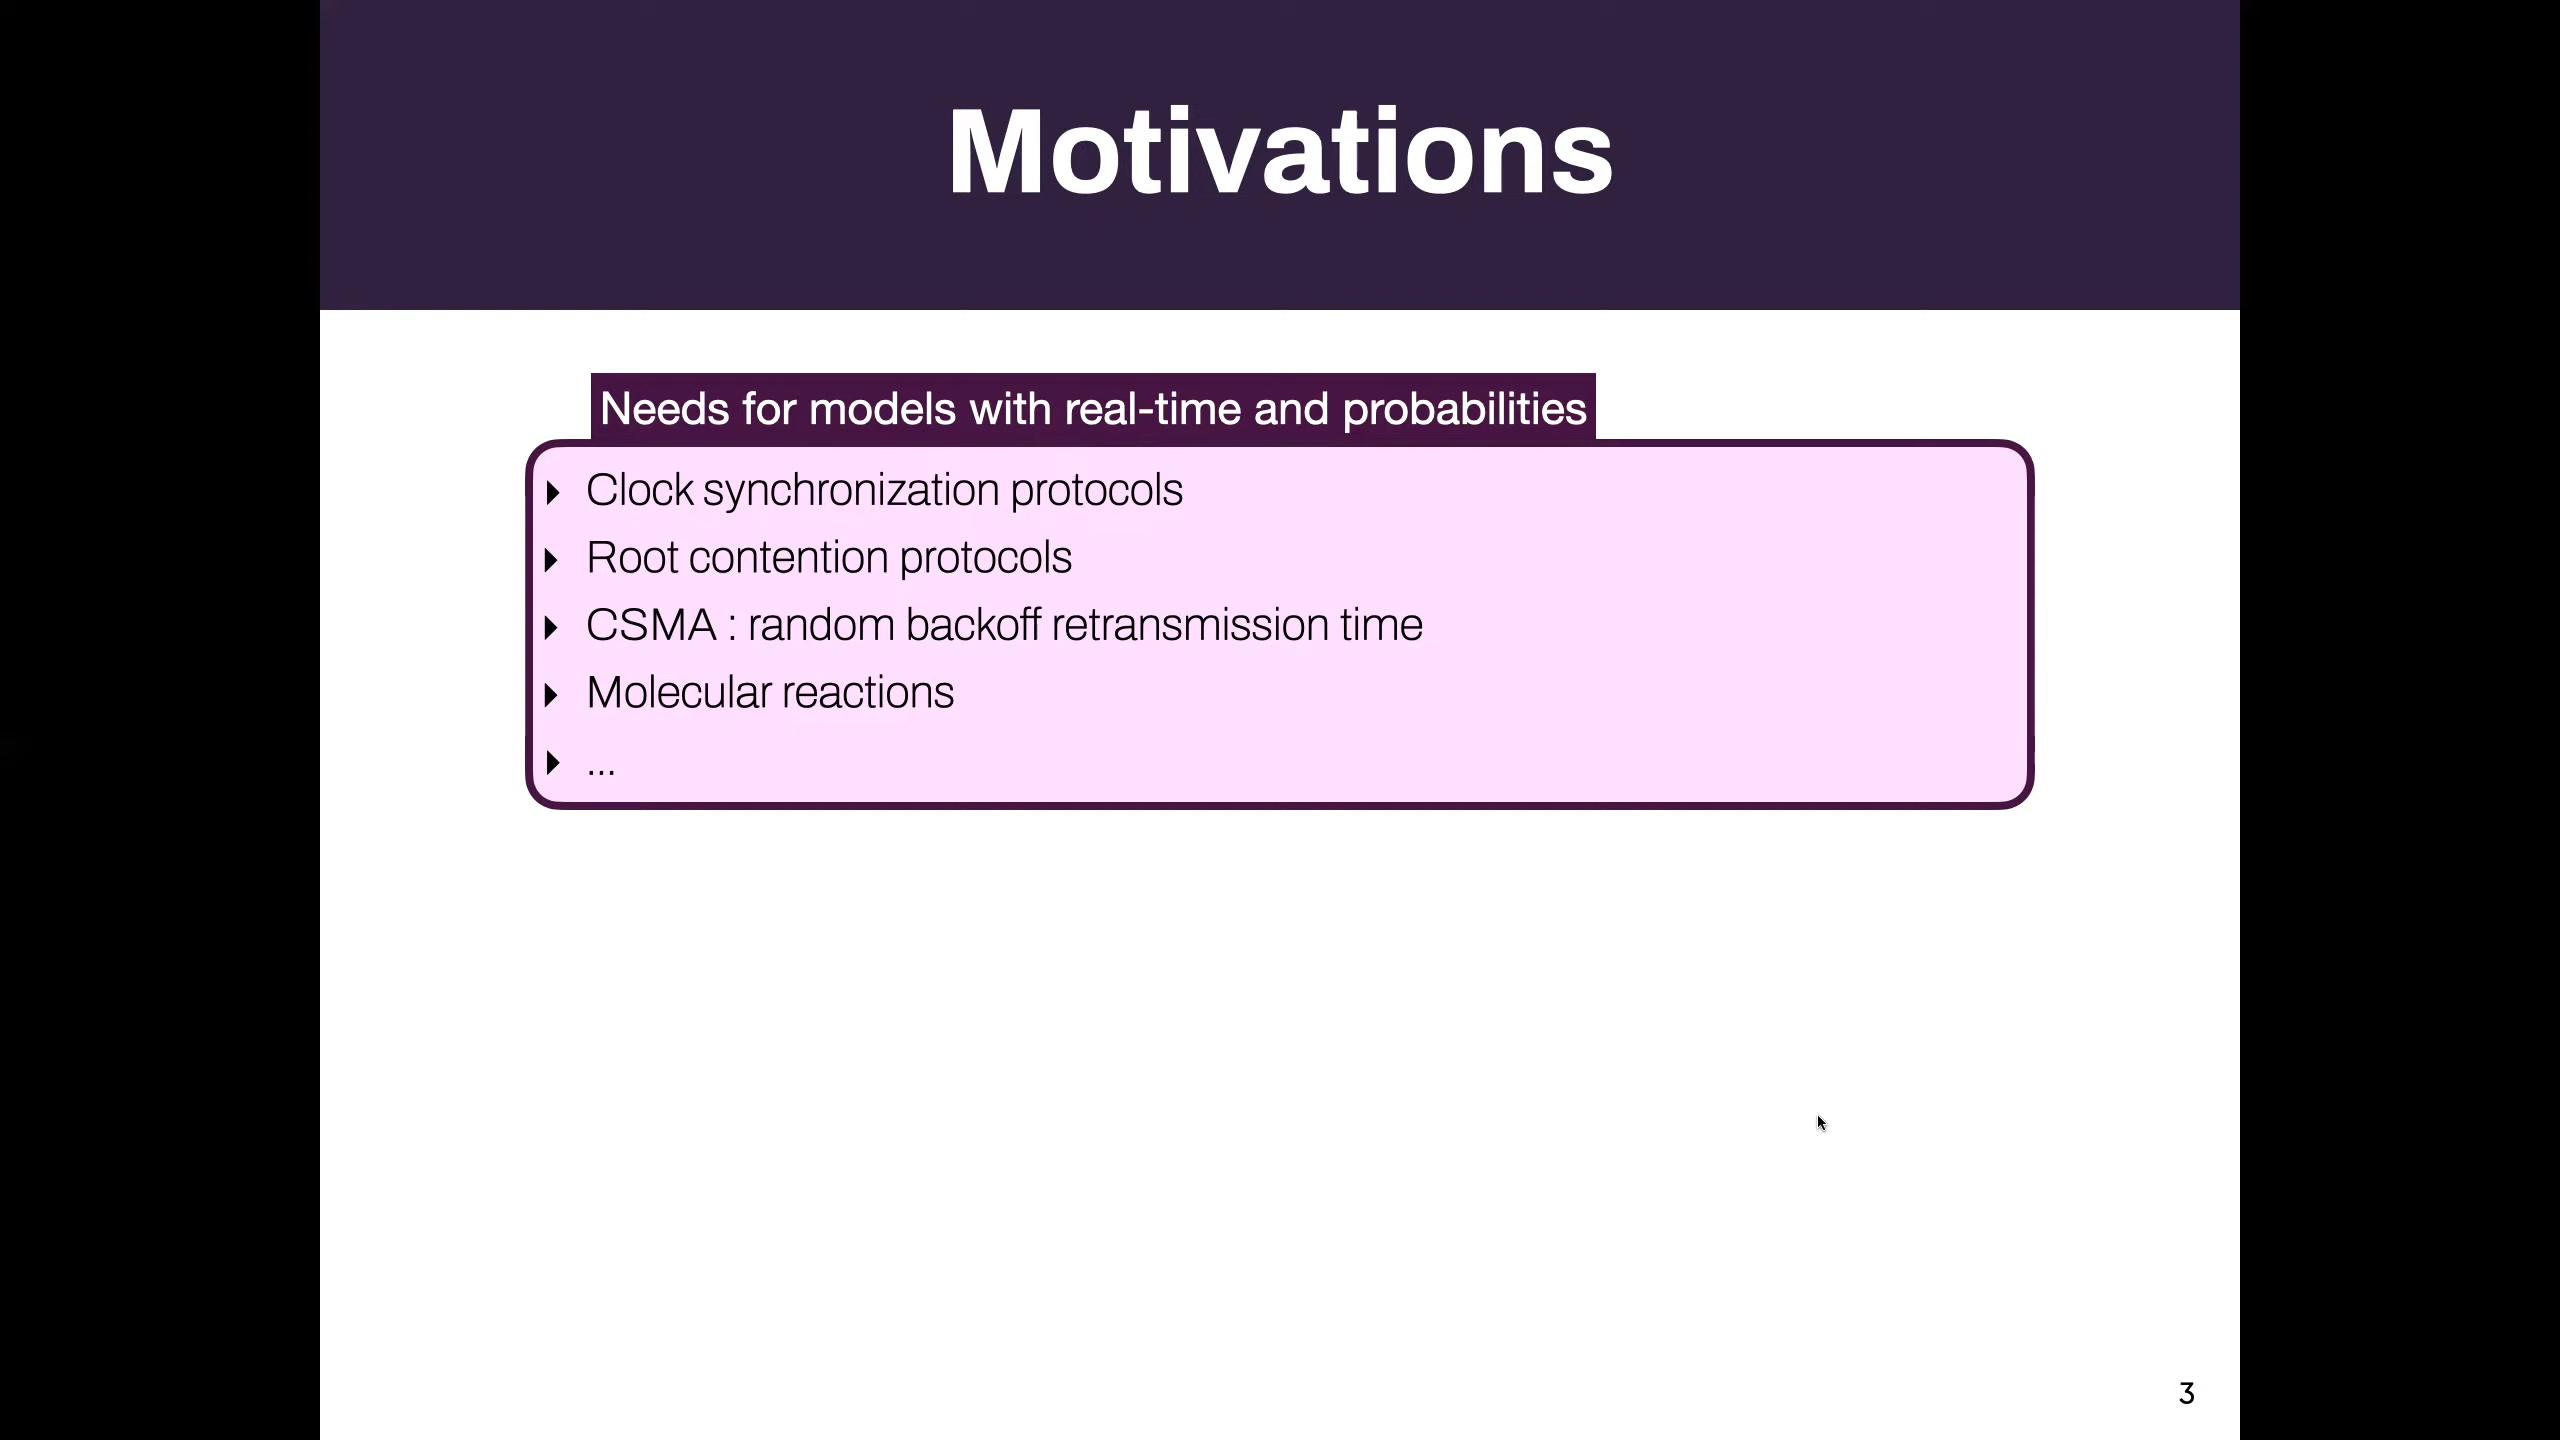 Motivations
Needs for models with real-time and probabilities
Clock synchronization protocols
Root contention protocols
CSMA : random backoff retransmission time
Molecular reactions
...
3